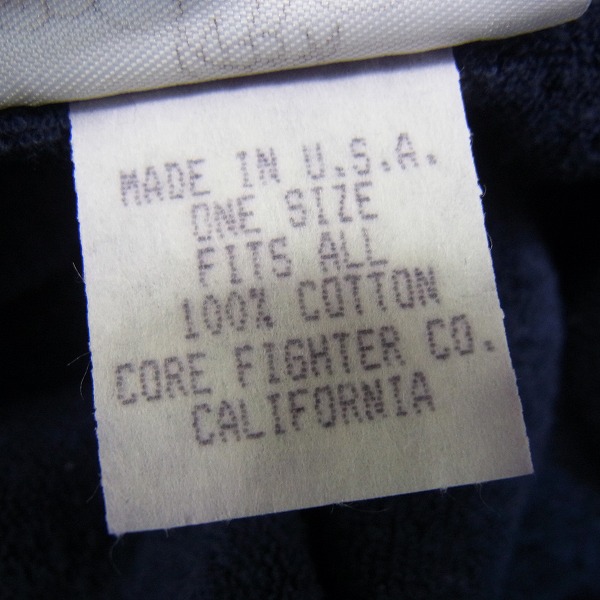 MADE IN U.S.A.
ONE SIZE
FITS ALL
100% COTTON
CORE FIGHTER CO.
CALIFORNIA